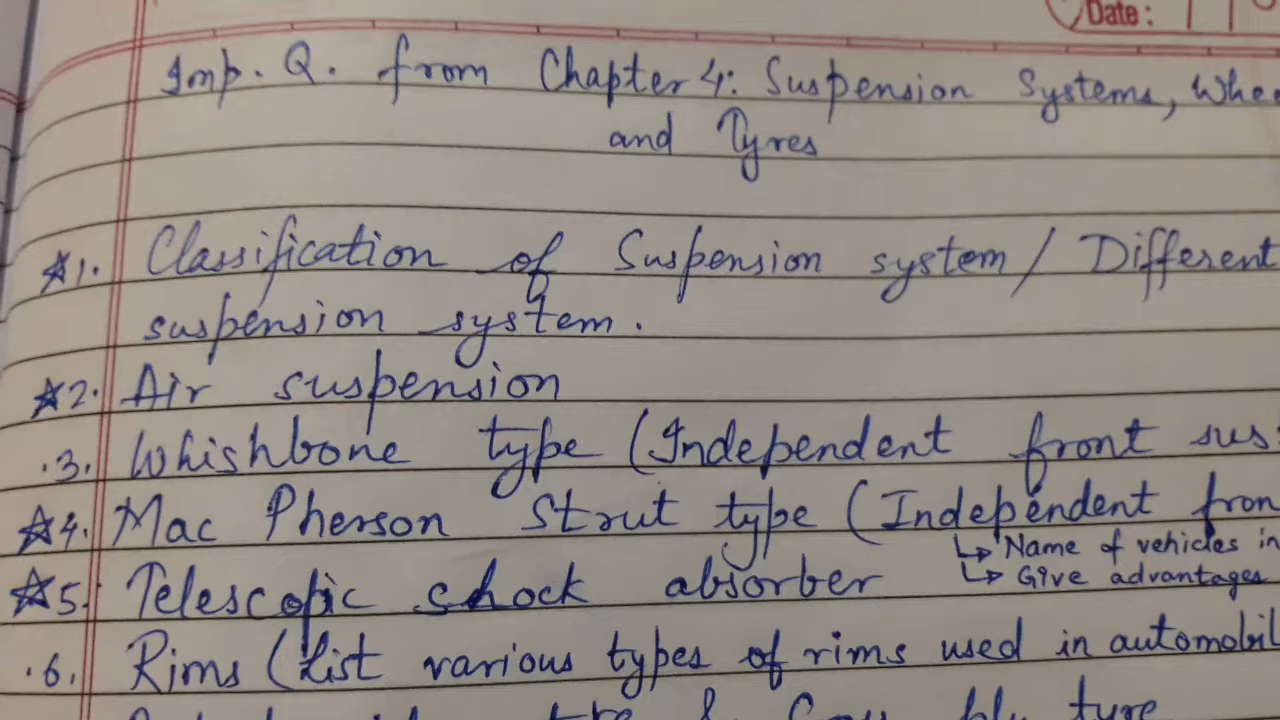 Date :
Imp. Q. from Chapter 4: Suspension Systems, Whe
and Tyres
☆1. Classification of Suspension system / Different
suspension system.
☆2. Air suspension
.3. Whishbone type (Independent front sus
☆4. Mac Pherson Strut type (Independent fron
↳ Name of vehicles in
↳ Give advantages
☆5. Telescopic shock absorber
.6. Rims (List various types of rims used in automobil
tyre